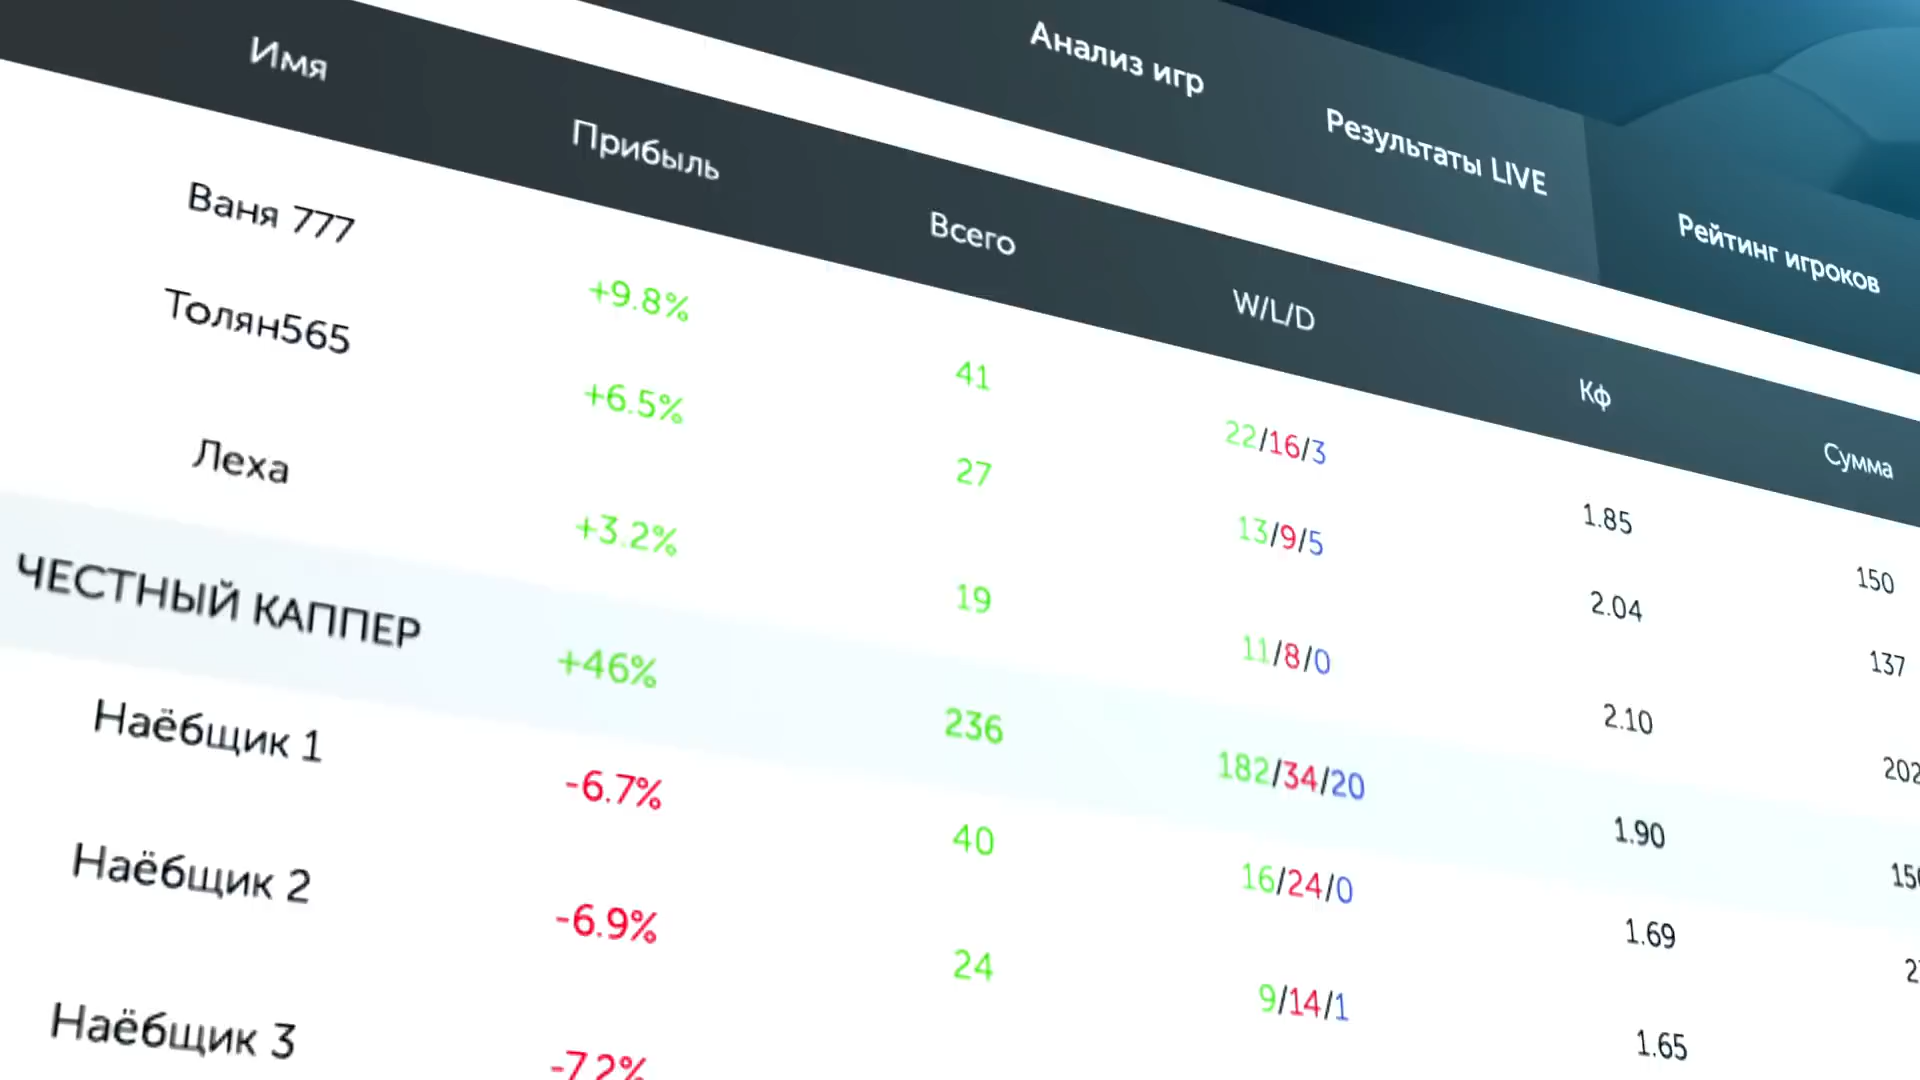 Анализ игр
Результаты LIVE
Рейтинг игроков
Имя Прибыль Всего W/L/D Кф Сумма
Ваня 777 +9.8% 41 22/16/3 1.85 150
Толян565 +6.5% 27 13/9/5 2.04 137
Леха +3.2% 19 11/8/0 2.10 202
ЧЕСТНЫЙ КАППЕР +46% 236 182/34/20 1.90
Наёбщик 1 -6.7% 40 16/24/0 1.69
Наёбщик 2 -6.9% 24 9/14/1 1.65
Наёбщик 3 -7.2%